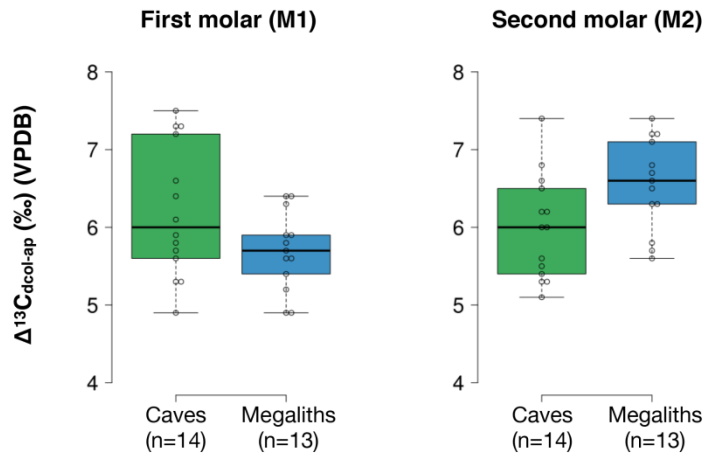 First molar (M1)
Second molar (M2)
Δ¹³Cdcol-ap (‰) (VPDB)
8
7
6
5
4
Caves
(n=14)
Megaliths
(n=13)
8
7
6
5
4
Caves
(n=14)
Megaliths
(n=13)